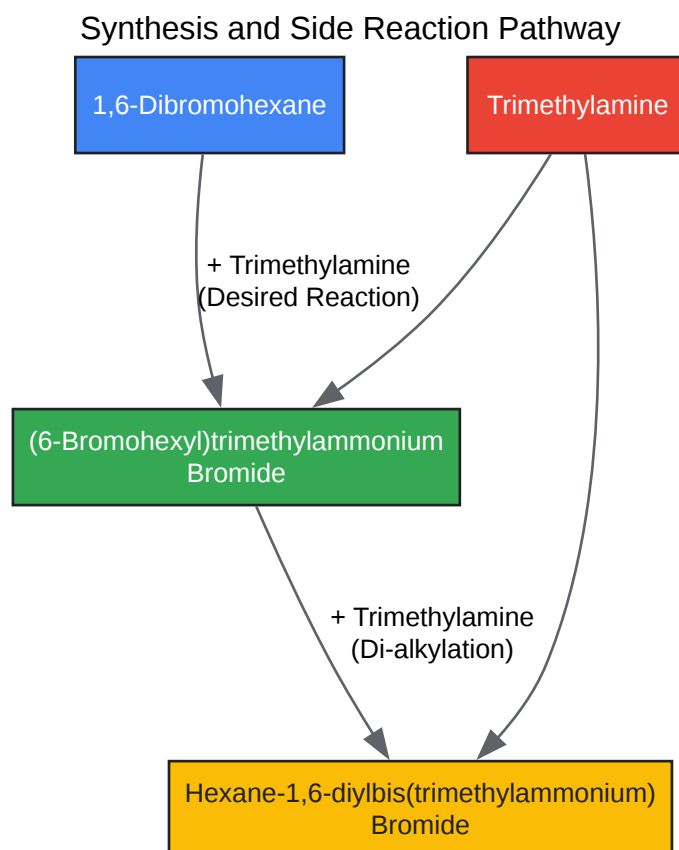 Synthesis and Side Reaction Pathway
1,6-Dibromohexane
Trimethylamine
+ Trimethylamine
(Desired Reaction)
(6-Bromohexyl)trimethylammonium
Bromide
+ Trimethylamine
(Di-alkylation)
Hexane-1,6-diylbis(trimethylammonium)
Bromide